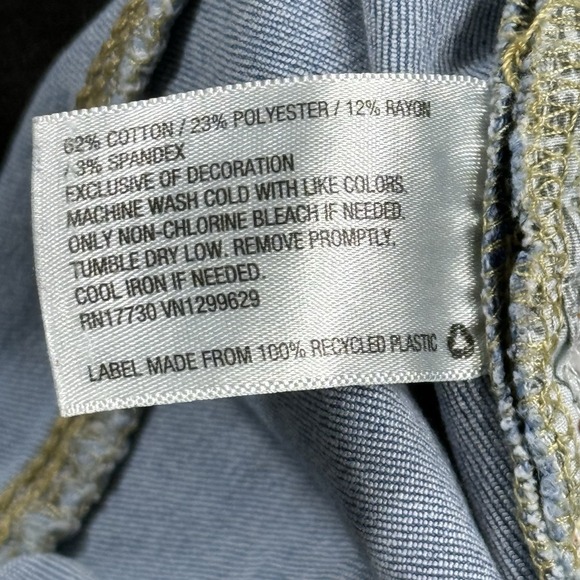 62% COTTON / 23% POLYESTER / 12% RAYON
/ 3% SPANDEX
EXCLUSIVE OF DECORATION
MACHINE WASH COLD WITH LIKE COLORS.
ONLY NON-CHLORINE BLEACH IF NEEDED.
TUMBLE DRY LOW. REMOVE PROMPTLY.
COOL IRON IF NEEDED.
RN17730 VN1299629
LABEL MADE FROM 100% RECYCLED PLASTIC